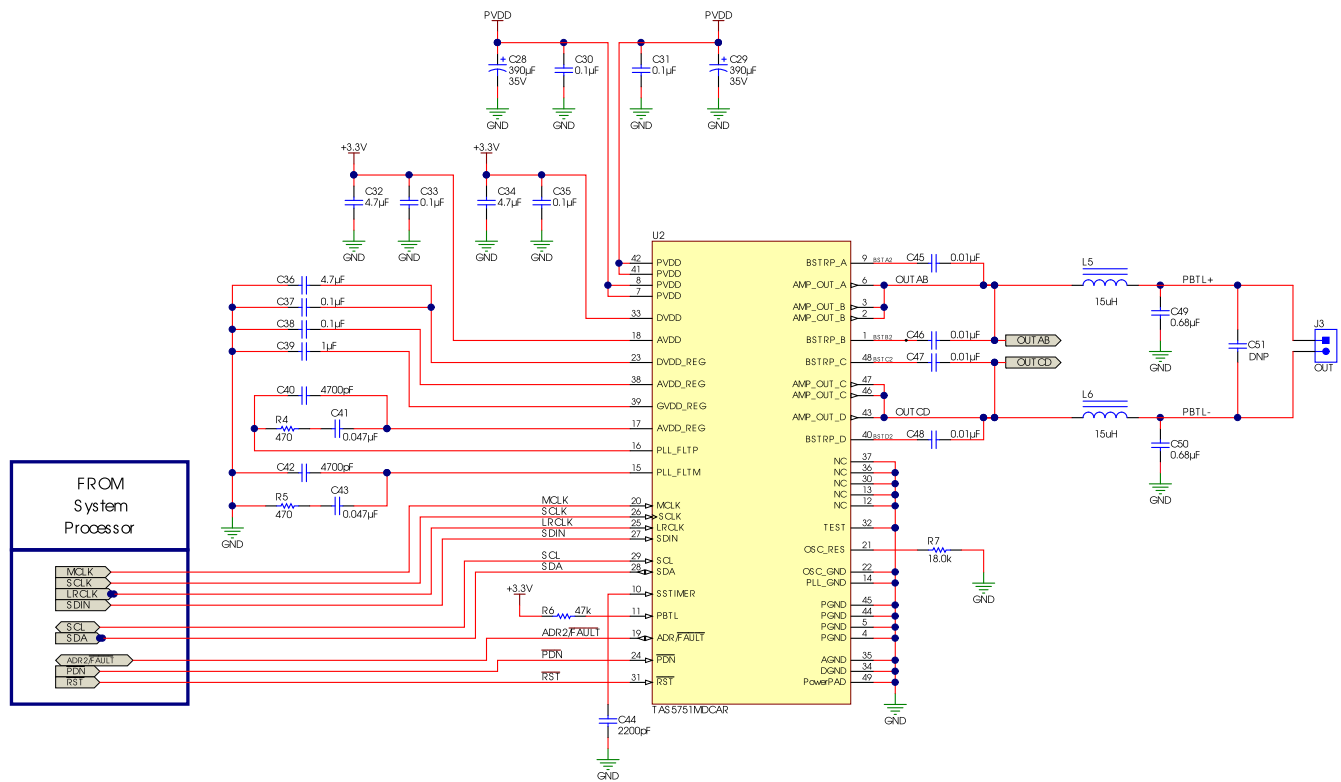 PVDD
PVDD
C28
390µF
35V
C30
0.1µF
C31
0.1µF
C29
390µF
35V
GND
GND
GND
GND
+3.3V
+3.3V
C32
4.7µF
C33
0.1µF
C34
4.7µF
C35
0.1µF
GND
GND
GND
GND
U2
C36 4.7µF
C37 0.1µF
C38 0.1µF
C39 1µF
C40 4700pF
R4
470
C41
0.047µF
C42 4700pF
R5
470
C43
0.047µF
GND
42 PVDD
41 PVDD
8 PVDD
7 PVDD
33 DVDD
18 AVDD
23 DVDD_REG
38 AVDD_REG
39 GVDD_REG
17 AVDD_REG
16 PLL_FLTP
15 PLL_FLTM
MCLK 20 MCLK
SCLK 26 SCLK
LRCLK 25 LRCLK
SDIN 27 SDIN
SCL 29 SCL
SDA 28 SDA
10 SSTIMER
+3.3V
R6 47k 11 PBTL
ADR2/FAULT 19 ADR/FAULT
PDN 24 PDN
RST 31 RST
TAS5751MDCAR
C44
2200pF
GND
BSTRP_A 9 BSTA2 C45 0.01µF
AMP_OUT_A 6 OUTAB
AMP_OUT_B 3
AMP_OUT_B 2
BSTRP_B 1 BSTB2 C46 0.01µF OUTAB
BSTRP_C 48 BSTC2 C47 0.01µF OUTCD
AMP_OUT_C 47
AMP_OUT_C 46
AMP_OUT_D 43 OUTCD
BSTRP_D 40 BSTD2 C48 0.01µF
NC 37
NC 36
NC 30
NC 13
NC 12
TEST 32
OSC_RES 21
R7
18.0k
GND
OSC_GND 22
PLL_GND 14
PGND 45
PGND 44
PGND 5
PGND 4
AGND 35
DGND 34
PowerPAD 49
GND
L5
15uH
PBTL+
C49
0.68µF
GND
C51
DNP
J3
OUT
L6
15uH
PBTL-
C50
0.68µF
GND
FROM
System
Processor
MCLK
SCLK
LRCLK
SDIN
SCL
SDA
ADR2/FAULT
PDN
RST